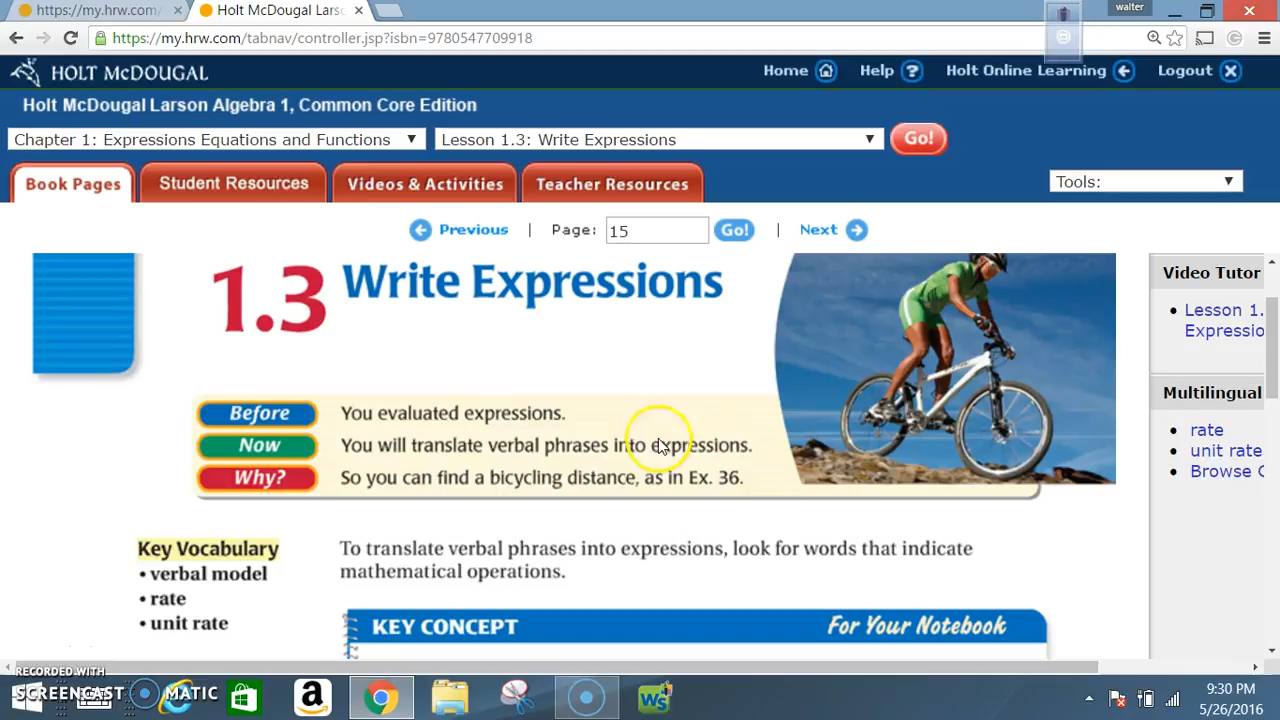 https://my.hrw.com/tabnav/ ×
Holt McDougal Lars ×
walter
https://my.hrw.com/tabnav/controller.jsp?isbn=9780547709918
HOLT MCDOUGAL
Home Help ? Holt Online Learning Logout X
Holt McDougal Larson Algebra 1, Common Core Edition
Chapter 1: Expressions Equations and Functions
Lesson 1.3: Write Expressions
Go!
Book Pages Student Resources Videos & Activities Teacher Resources
Tools:
Previous | Page: 15 Go! | Next
1.3 Write Expressions
Before You evaluated expressions.
Now You will translate verbal phrases into expressions.
Why? So you can find a bicycling distance, as in Ex. 36.
Key Vocabulary
• verbal model
• rate
• unit rate
To translate verbal phrases into expressions, look for words that indicate
mathematical operations.
KEY CONCEPT For Your Notebook
Video Tutor
• Lesson 1.
Expressio
Multilingual
• rate
• unit rate
• Browse
RECORDED WITH
SCREENCAST MATIC
a
WS
9:30 PM
5/26/2016